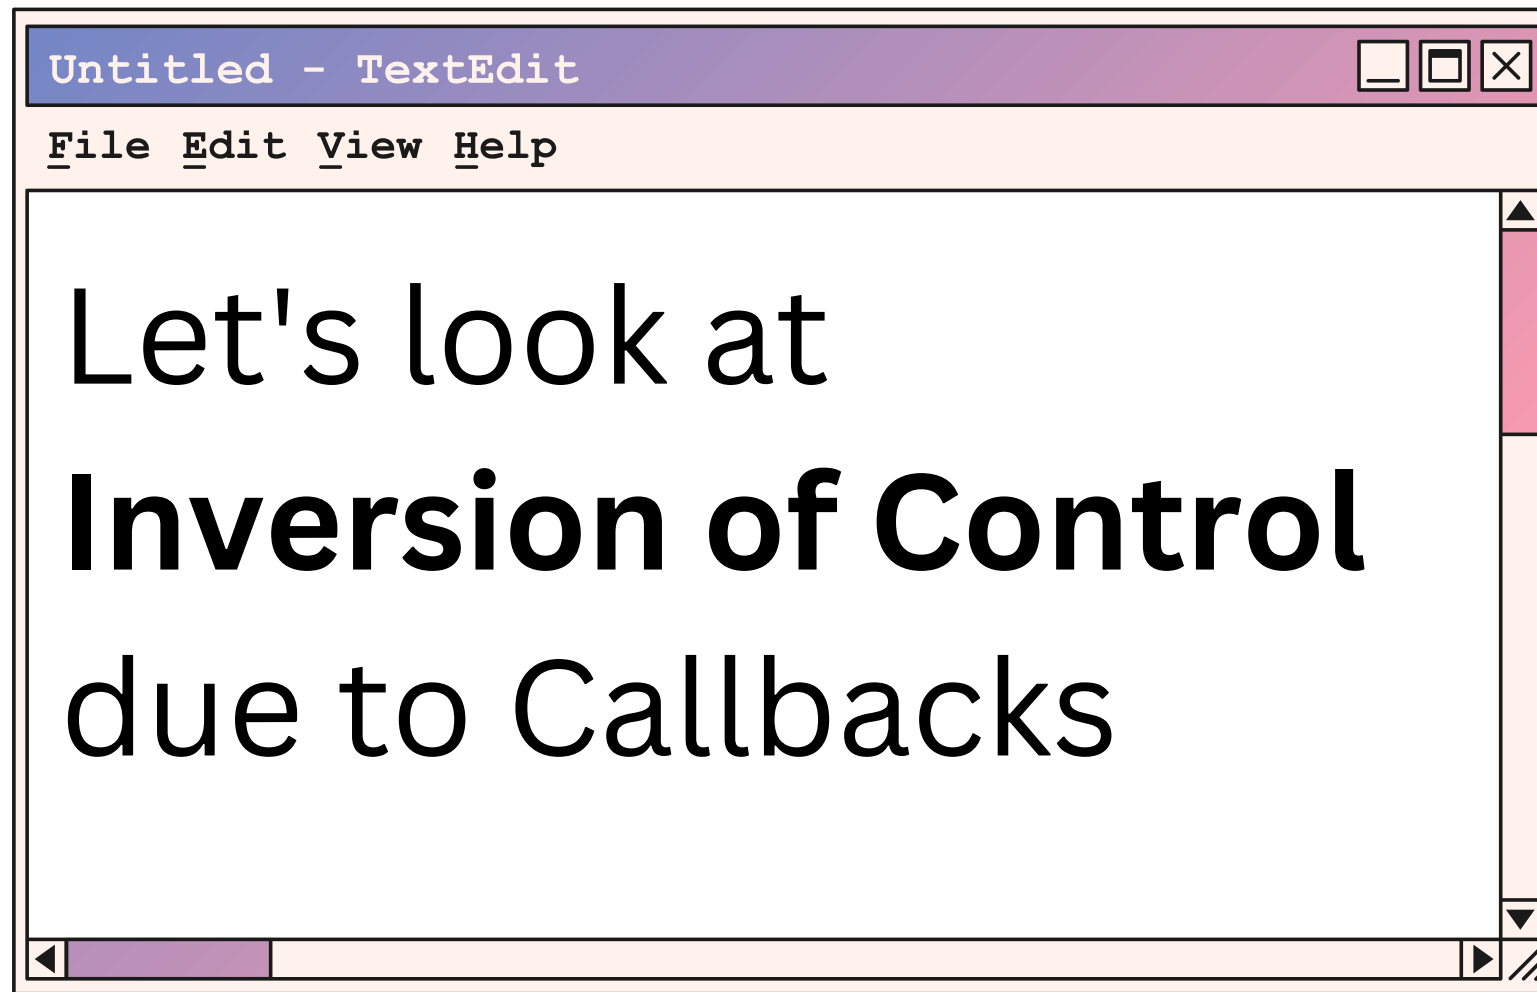 Untitled - TextEdit
File Edit View Help
Let's look at
Inversion of Control
due to Callbacks